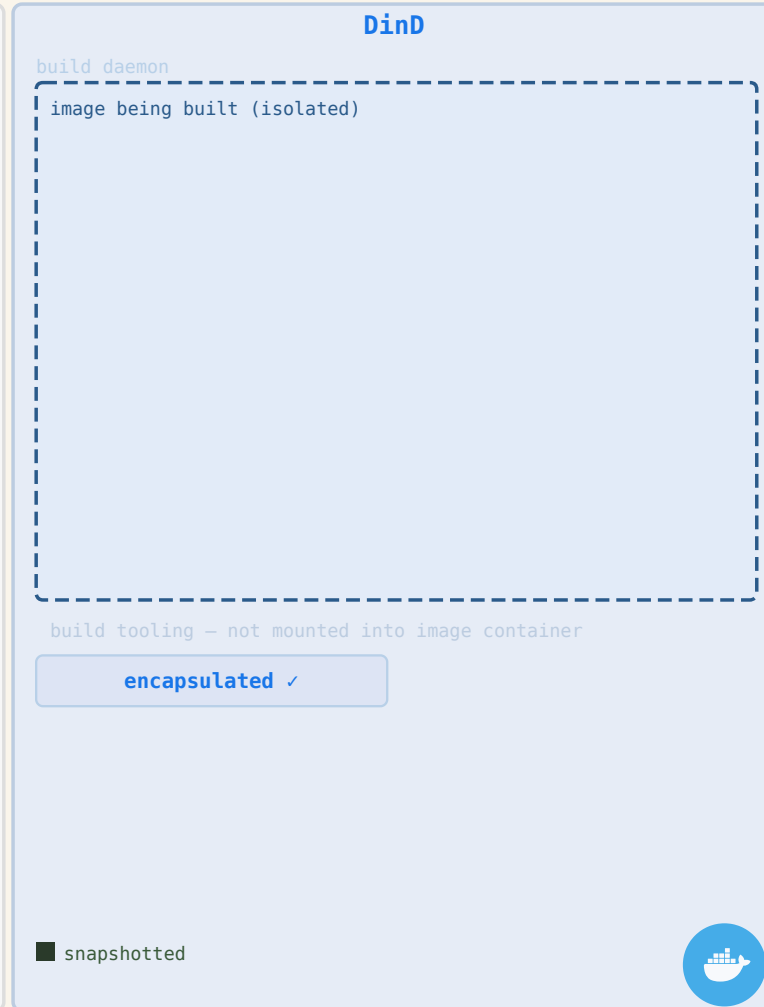 DinD
build daemon
image being built (isolated)
build tooling — not mounted into image container
encapsulated ✓
snapshotted